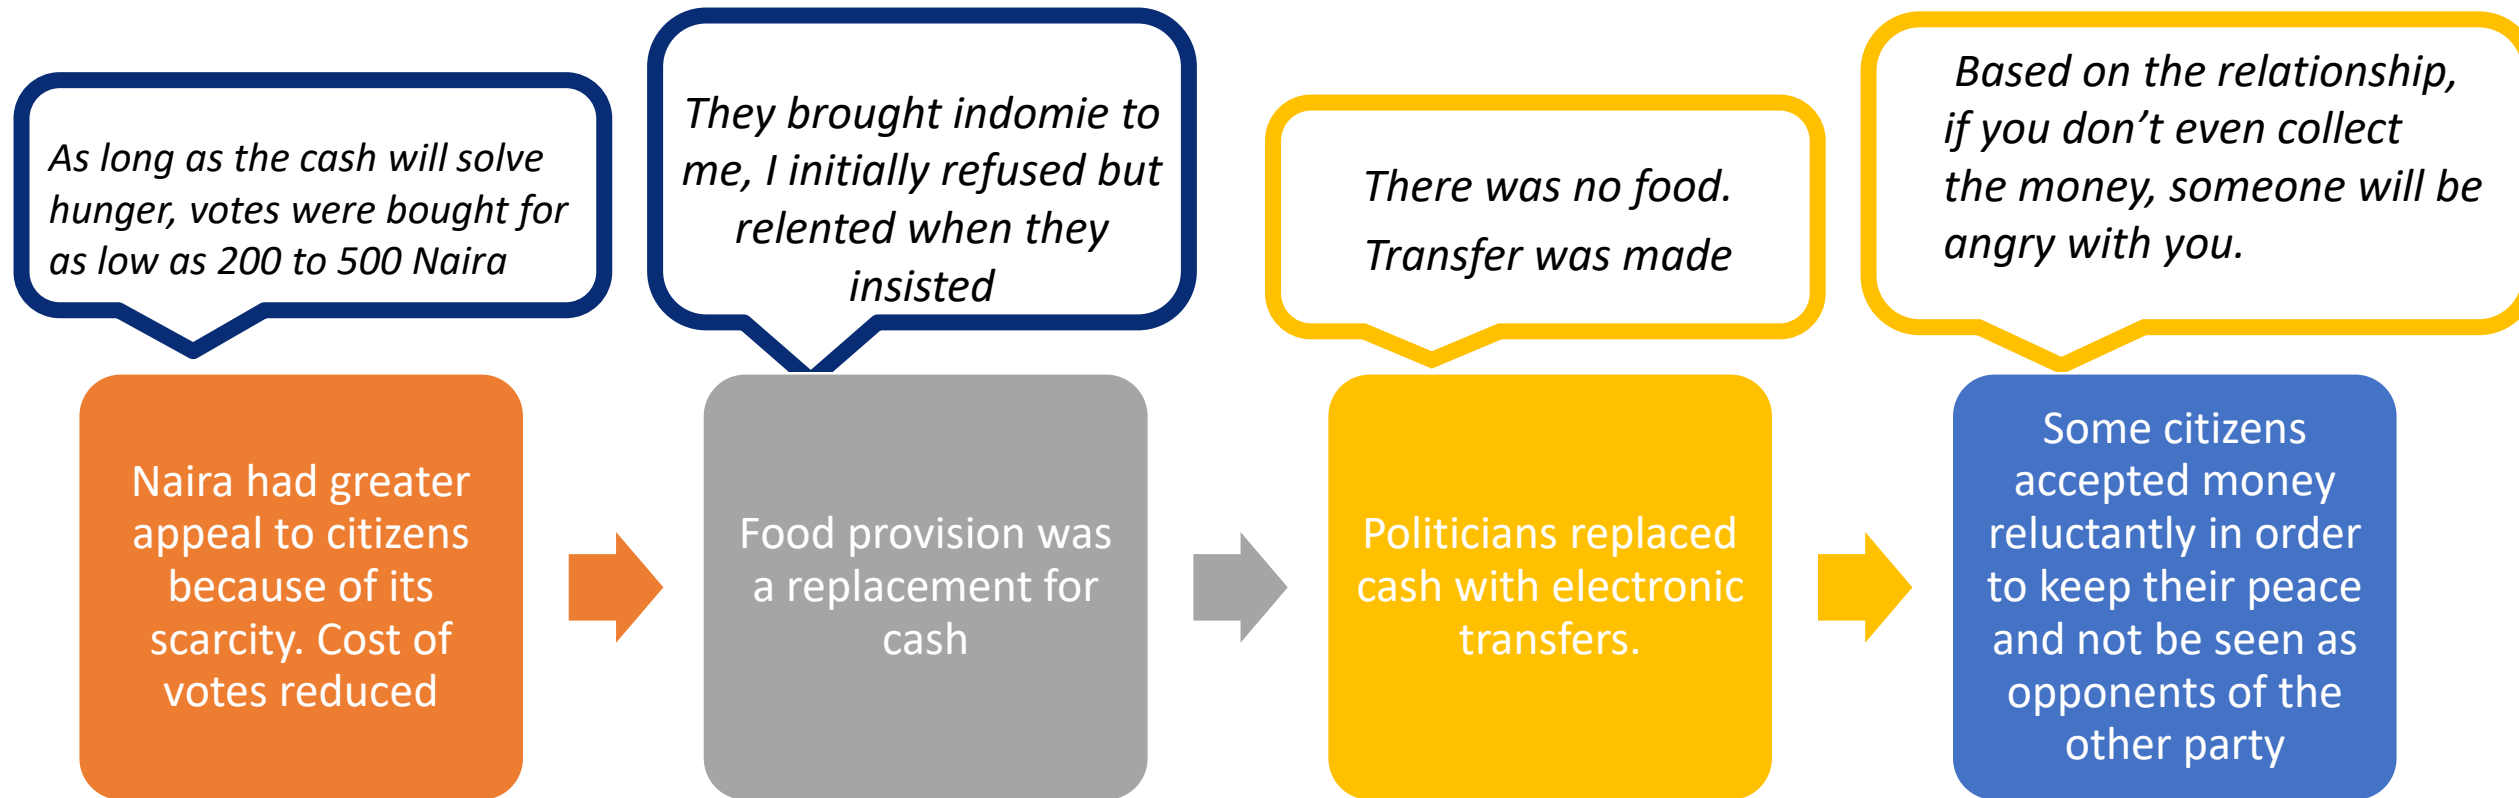 As long as the cash will solve
hunger, votes were bought for
as low as 200 to 500 Naira
They brought indomie to
me, I initially refused but
relented when they
insisted
There was no food.
Transfer was made
Based on the relationship,
if you don’t even collect
the money, someone will be
angry with you.
Naira had greater
appeal to citizens
because of its
scarcity. Cost of
votes reduced
Food provision was
a replacement for
cash
Politicians replaced
cash with electronic
transfers.
Some citizens
accepted money
reluctantly in order
to keep their peace
and not be seen as
opponents of the
other party